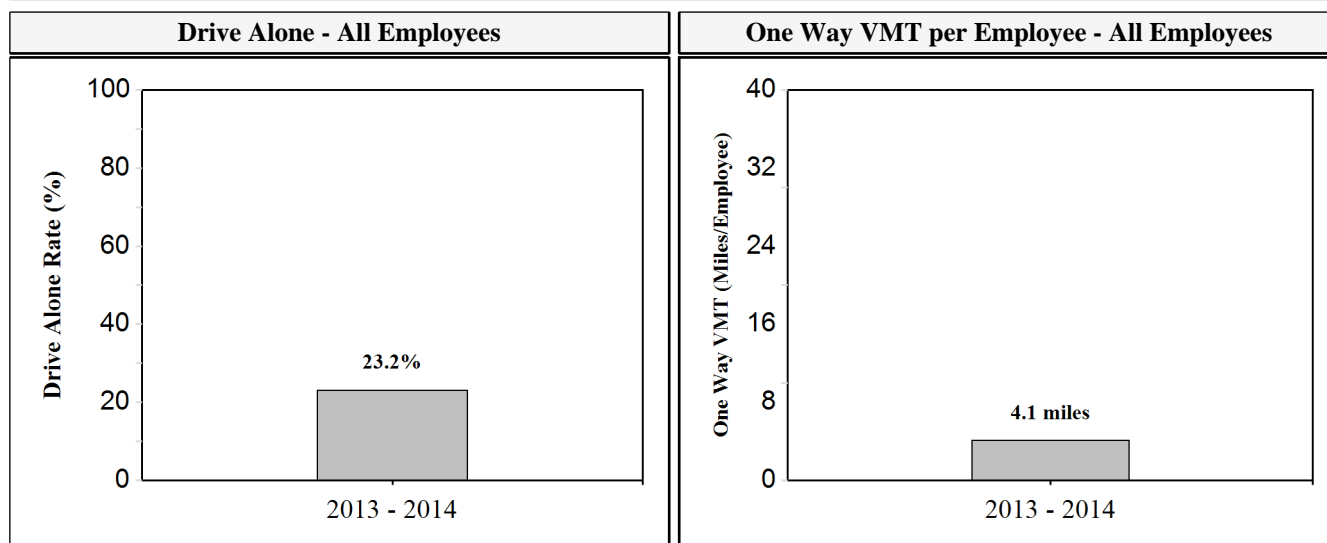 Drive Alone - All Employees
One Way VMT per Employee - All Employees
Drive Alone Rate (%)
100
80
60
40
20
0
23.2%
2013 - 2014
One Way VMT (Miles/Employee)
40
32
24
16
8
0
4.1 miles
2013 - 2014